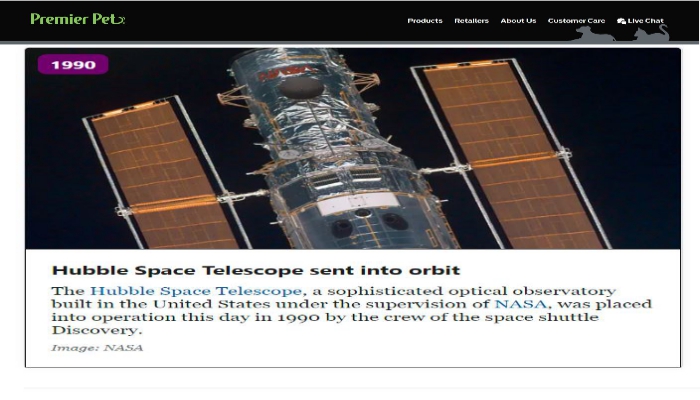 Premier Pet
Products Retailers About Us Customer Care Live Chat
1990
Hubble Space Telescope sent into orbit
The Hubble Space Telescope, a sophisticated optical observatory
built in the United States under the supervision of NASA, was placed
into operation this day in 1990 by the crew of the space shuttle
Discovery.
Image: NASA